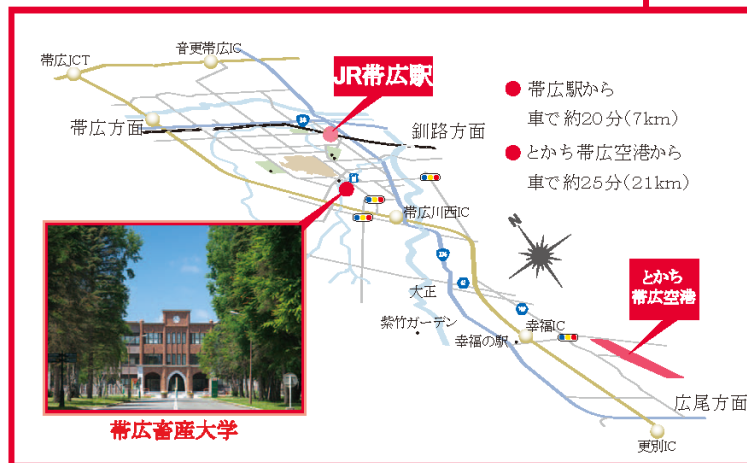 音更帯広IC
帯広JCT
JR帯広駅
帯広方面
釧路方面
38
帯広駅から
車で約20分(7km)
とかち帯広空港から
車で約25分(21km)
帯広川西IC
N
236
大正
紫竹ガーデン
幸福の駅
幸福IC
とかち
帯広空港
広尾方面
更別IC
帯広畜産大学